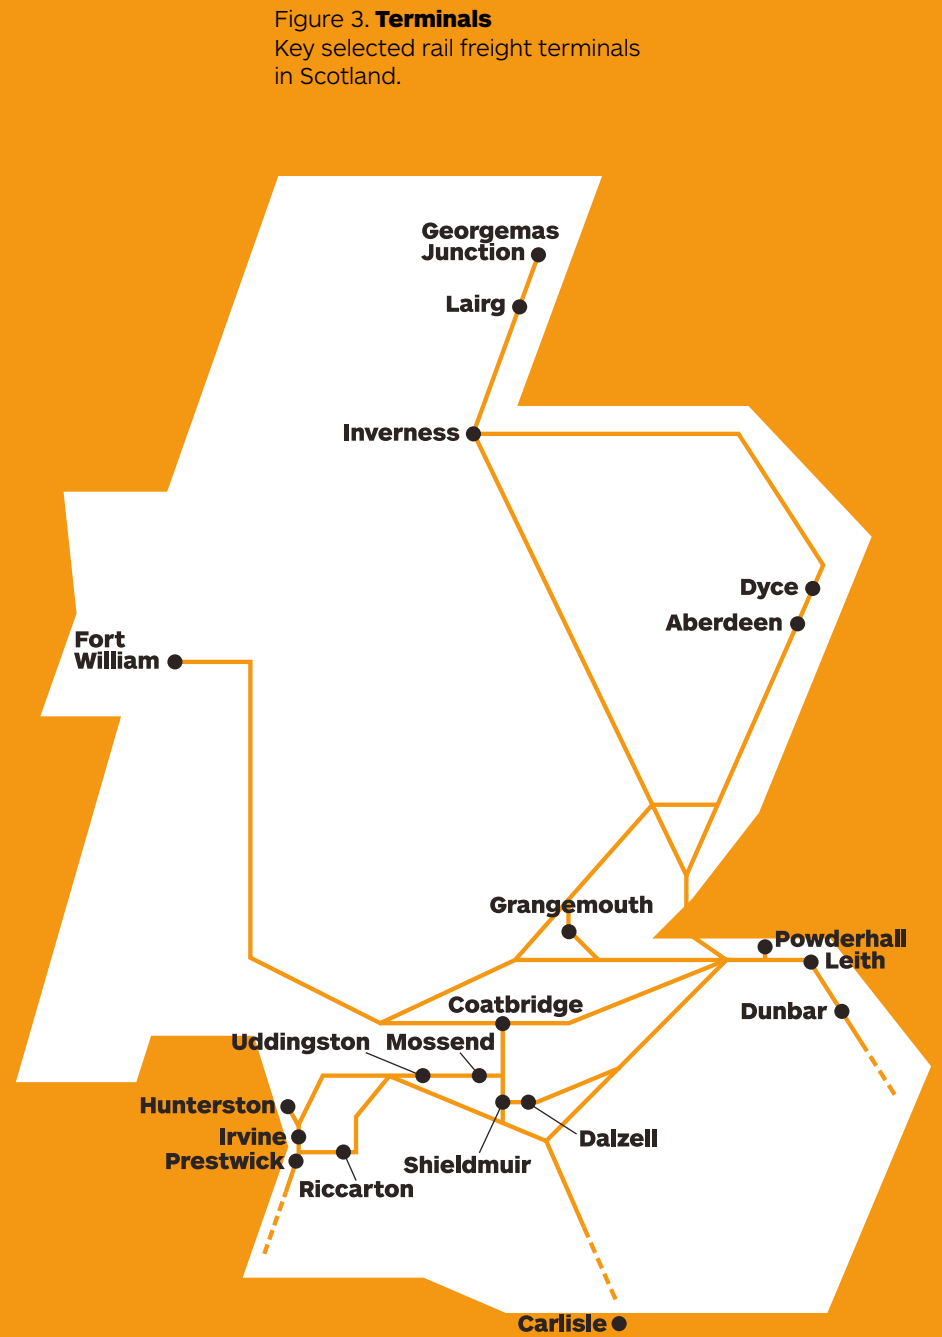 Figure 3. Terminals
Key selected rail freight terminals
in Scotland.
Georgemas
Junction
Lairg
Inverness
Dyce
Aberdeen
Fort
William
Grangemouth
Powderhall
Leith
Coatbridge
Dunbar
Uddingston
Mossend
Hunterston
Irvine
Dalzell
Prestwick
Shieldmuir
Riccarton
Carlisle